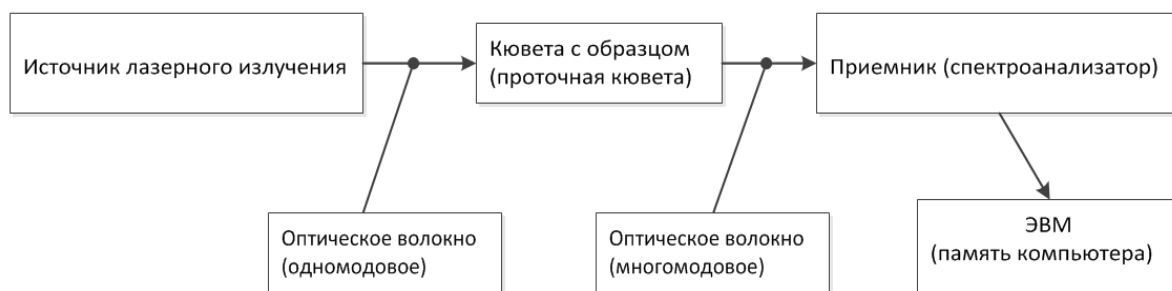 Источник лазерного излучения
Кювета с образцом
(проточная кювета)
Приемник (спектроанализатор)
Оптическое волокно
(одномодовое)
Оптическое волокно
(многомодовое)
ЭВМ
(память компьютера)